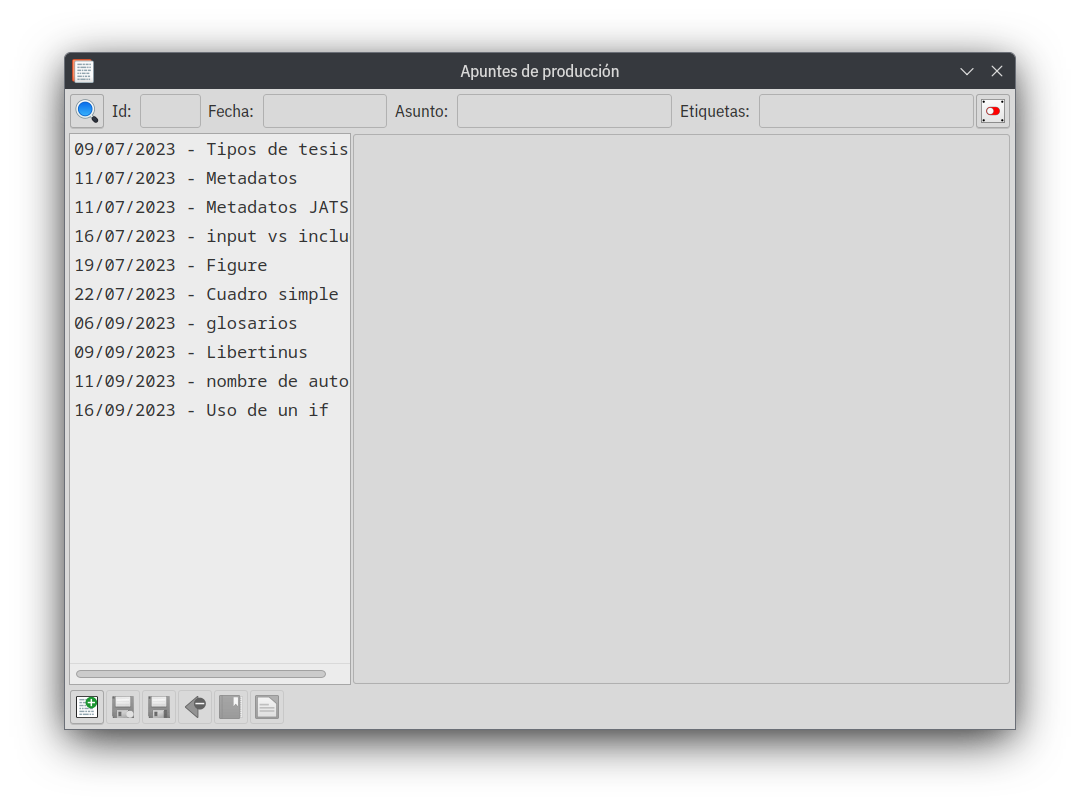 Apuntes de producción
Id: Fecha: Asunto: Etiquetas:
09/07/2023 - Tipos de tesis
11/07/2023 - Metadatos
11/07/2023 - Metadatos JATS
16/07/2023 - input vs inclu
19/07/2023 - Figure
22/07/2023 - Cuadro simple
06/09/2023 - glosarios
09/09/2023 - Libertinus
11/09/2023 - nombre de auto
16/09/2023 - Uso de un if